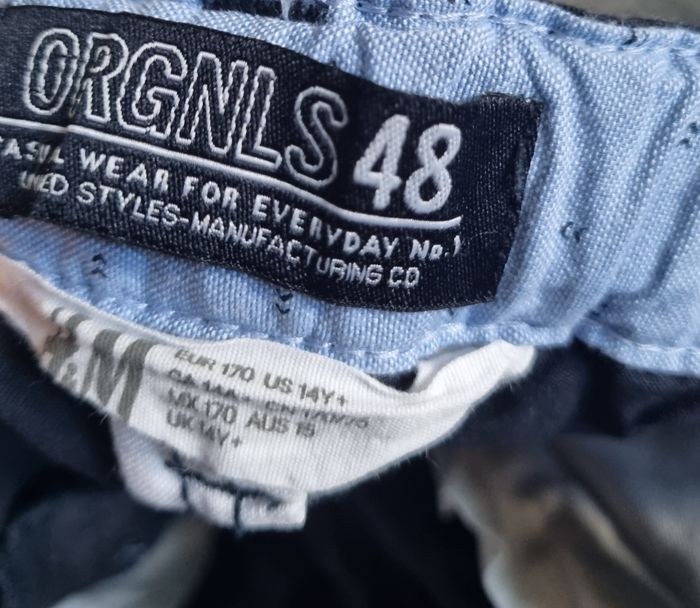 ORGNLS 48
WEAR FOR EVERYDAY No.1
STYLES-MANUFACTURING CO
&M
EUR 170 US 14Y+
MX 170 AUS 15
UK 14Y+